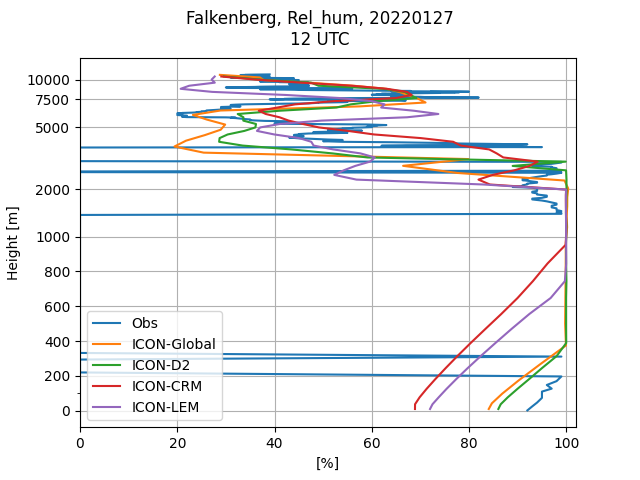 Falkenberg, Rel_hum, 20220127
12 UTC
10000
7500
5000
2000
1000
800
600
400
200
0
Height [m]
Obs
ICON-Global
ICON-D2
ICON-CRM
ICON-LEM
0 20 40 60 80 100
[%]